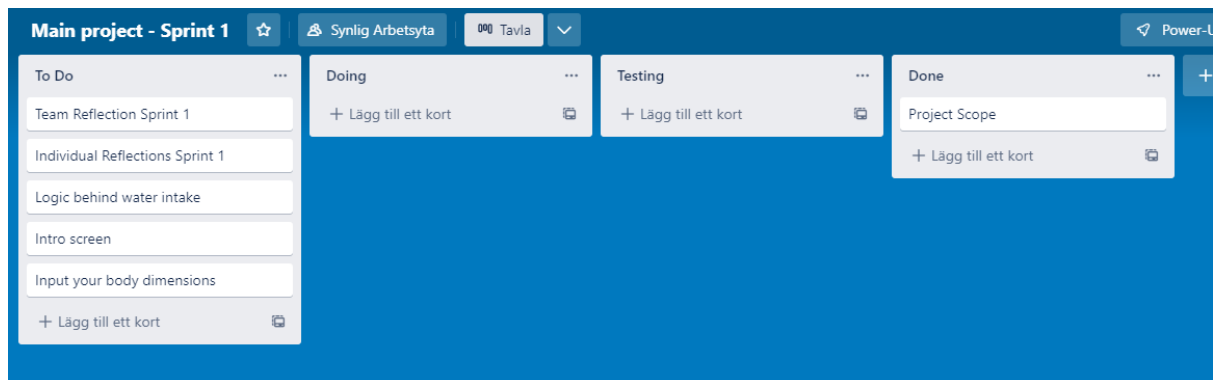 Main project - Sprint 1
Synlig Arbetsyta
Tavla
Power-U
To Do
Team Reflection Sprint 1
Individual Reflections Sprint 1
Logic behind water intake
Intro screen
Input your body dimensions
Lägg till ett kort
Doing
Lägg till ett kort
Testing
Lägg till ett kort
Done
Project Scope
Lägg till ett kort